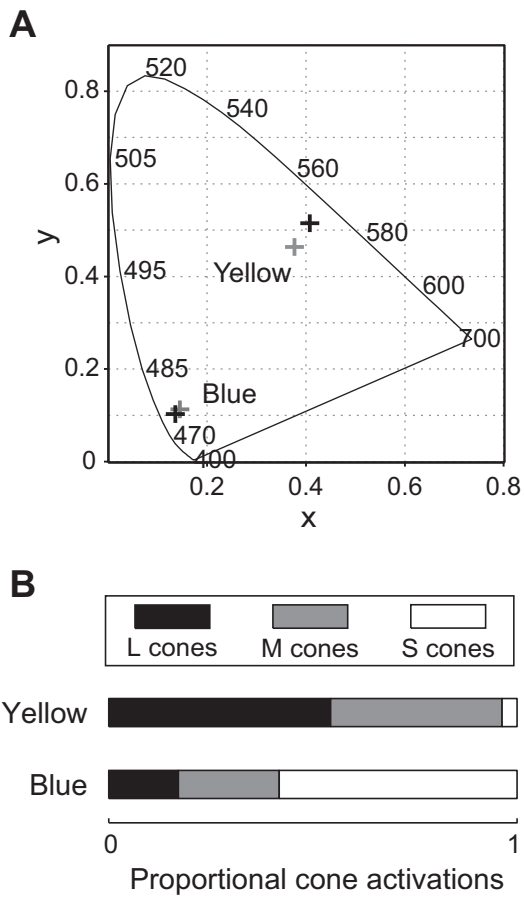 A
520
0.8
540
505
560
0.6
580
y
Yellow
495
0.4
600
700
485
0.2
Blue
470
0
400
0.2 0.4 0.6 0.8
x
B
L cones M cones S cones
Yellow
Blue
0 1
Proportional cone activations